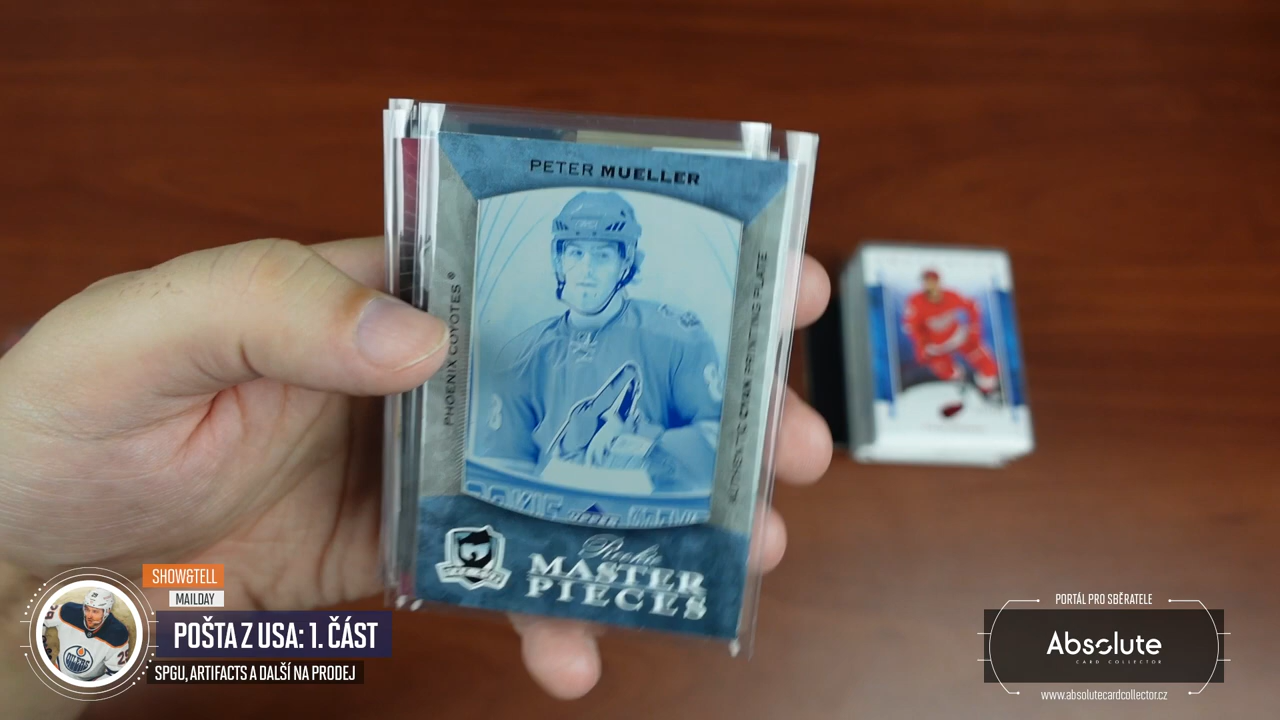 PETER MUELLER
PHOENIX COYOTES®
AUTHENTIC CYAN PRINTING PLATE
Rookie
MASTER
PIECES
SHOW&TELL
MAILDAY
POŠTA Z USA: 1. ČÁST
SPGU, ARTIFACTS A DALŠÍ NA PRODEJ
PORTÁL PRO SBĚRATELE
Absolute
CARD COLLECTOR
www.absolutecardcollector.cz